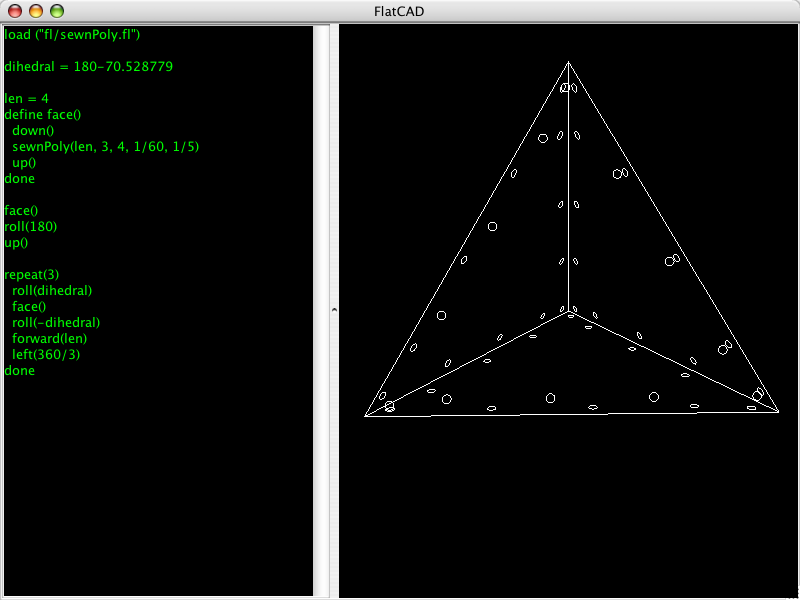 FlatCAD
load ("fl/sewnPoly.fl")
dihedral = 180-70.528779
len = 4
define face()
down()
sewnPoly(len, 3, 4, 1/60, 1/5)
up()
done
face()
roll(180)
up()
repeat(3)
roll(dihedral)
face()
roll(-dihedral)
forward(len)
left(360/3)
done